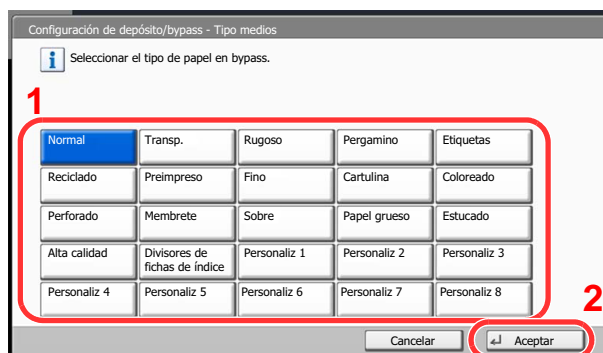 Configuración de depósito/bypass - Tipo medios
Seleccionar el tipo de papel en bypass.
1
Normal
Transp.
Rugoso
Pergamino
Etiquetas
Reciclado
Preimpreso
Fino
Cartulina
Coloreado
Perforado
Membrete
Sobre
Papel grueso
Estucado
Alta calidad
Divisores de
fichas de índice
Personaliz 1
Personaliz 2
Personaliz 3
Personaliz 4
Personaliz 5
Personaliz 6
Personaliz 7
Personaliz 8
2
Cancelar
Aceptar